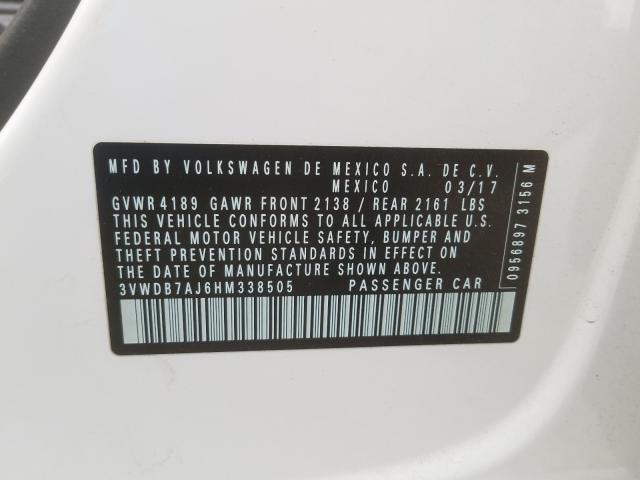 MFD BY VOLKSWAGEN DE MEXICO S.A. DE C.V.
MEXICO 03/17
GVWR 4189 GAWR FRONT 2138 / REAR 2161 LBS
THIS VEHICLE CONFORMS TO ALL APPLICABLE U.S.
FEDERAL MOTOR VEHICLE SAFETY, BUMPER AND
THEFT PREVENTION STANDARDS IN EFFECT ON
THE DATE OF MANUFACTURE SHOWN ABOVE.
3VWDB7AJ6HM338505 PASSENGER CAR
0956897 3156 M